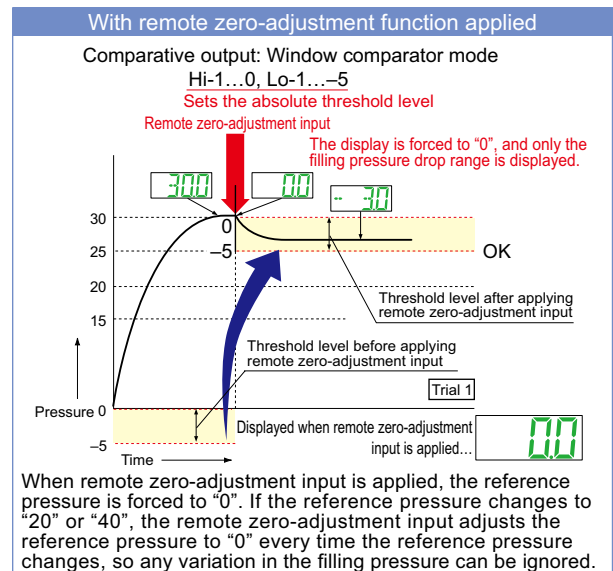 With remote zero-adjustment function applied
Comparative output: Window comparator mode
Hi-1…0, Lo-1…–5
Sets the absolute threshold level
Remote zero-adjustment input
The display is forced to “0”, and only the
filling pressure drop range is displayed.
30.0
0.0
- 3.0
30
0
–5
25
OK
20
15
Threshold level after applying
remote zero-adjustment input
Threshold level before applying
remote zero-adjustment input
Trial 1
Pressure 0
–5
Time
Displayed when remote zero-adjustment
input is applied…
0.0
When remote zero-adjustment input is applied, the reference
pressure is forced to “0”. If the reference pressure changes to
“20” or “40”, the remote zero-adjustment input adjusts the
reference pressure to “0” every time the reference pressure
changes, so any variation in the filling pressure can be ignored.